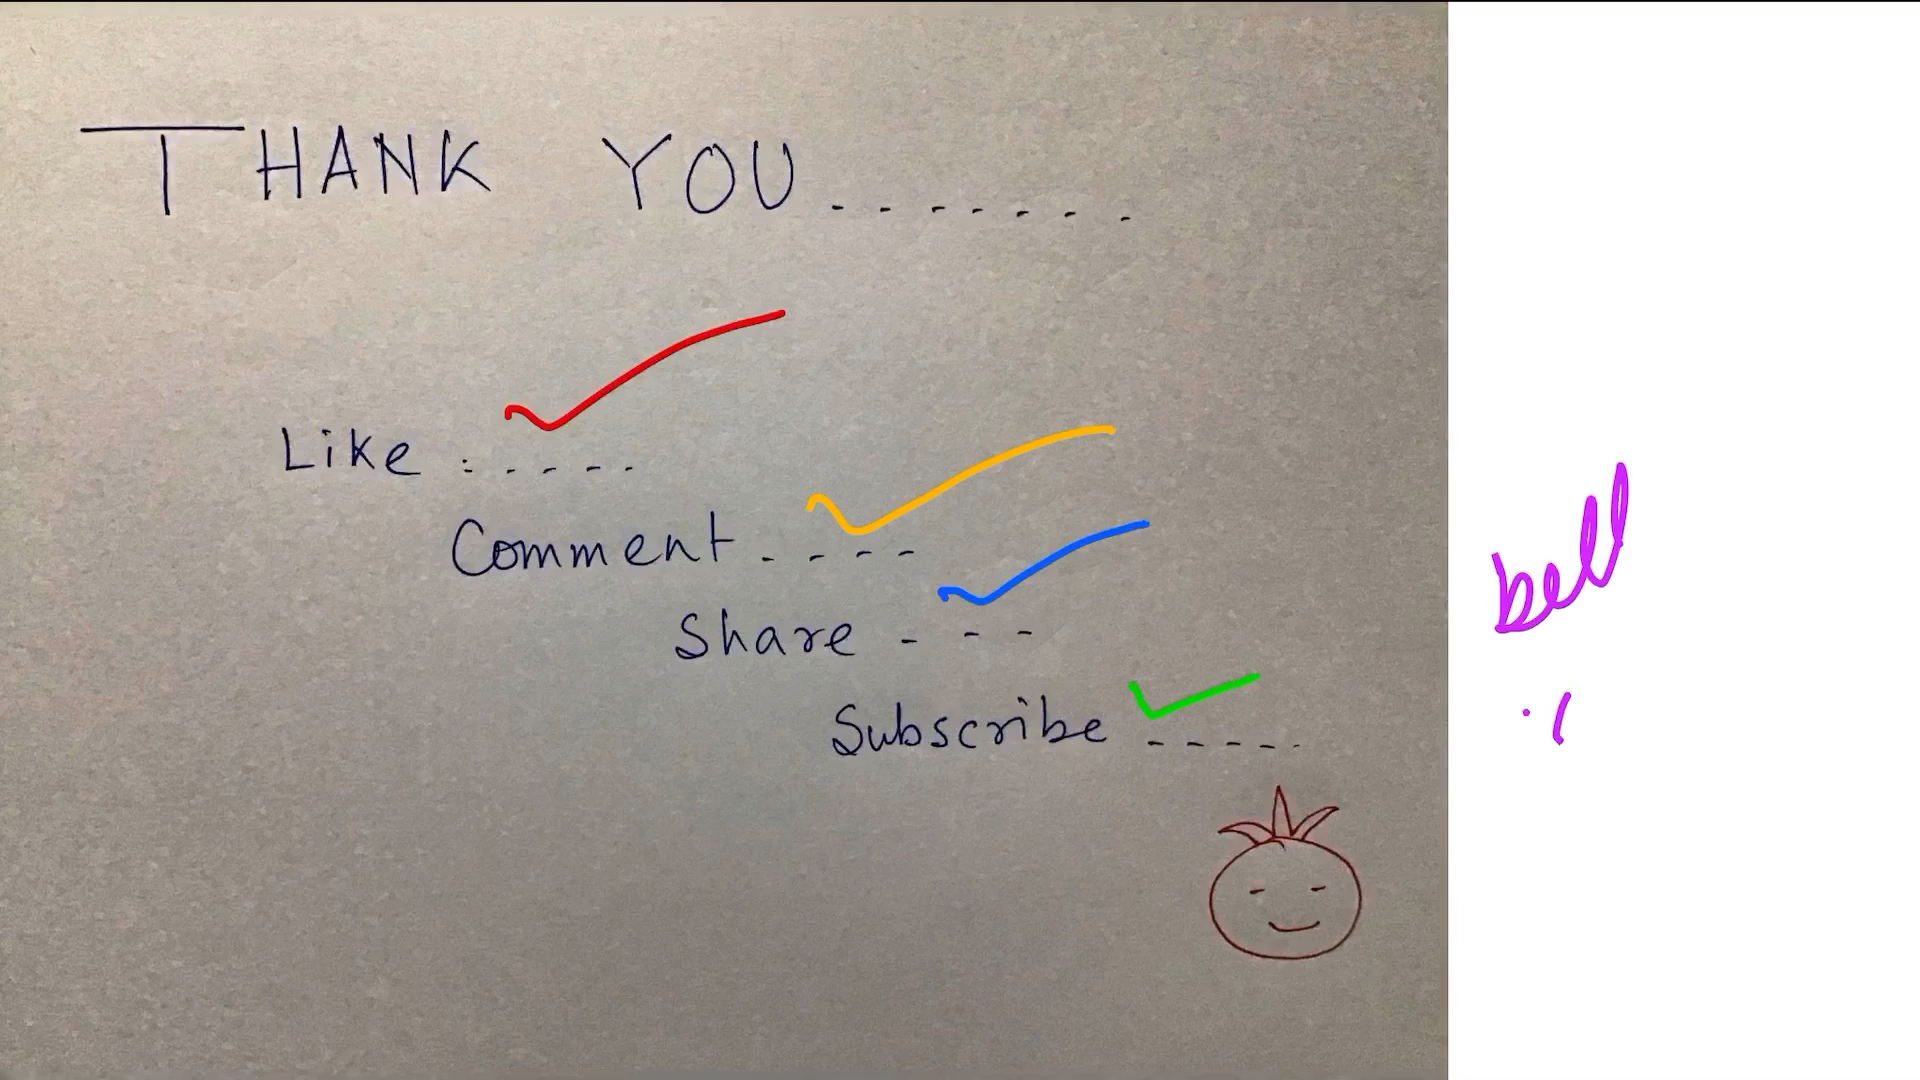 THANK YOU.......
Like .....
Comment ....
Share ---
Subscribe -----
bell